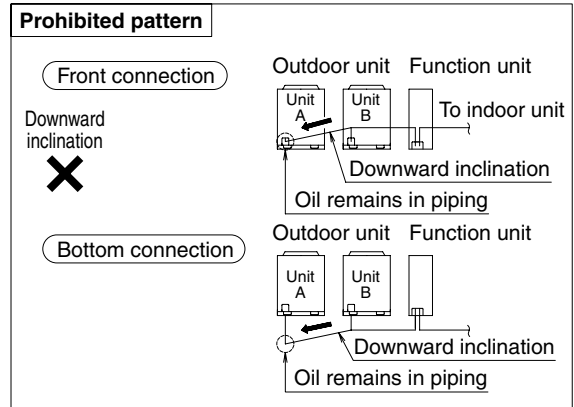 Prohibited pattern
Front connection
Downward
inclination
Outdoor unit Function unit
Unit
A
Unit
B
To indoor unit
Downward inclination
Oil remains in piping
Bottom connection
Outdoor unit Function unit
Unit
A
Unit
B
Downward inclination
Oil remains in piping